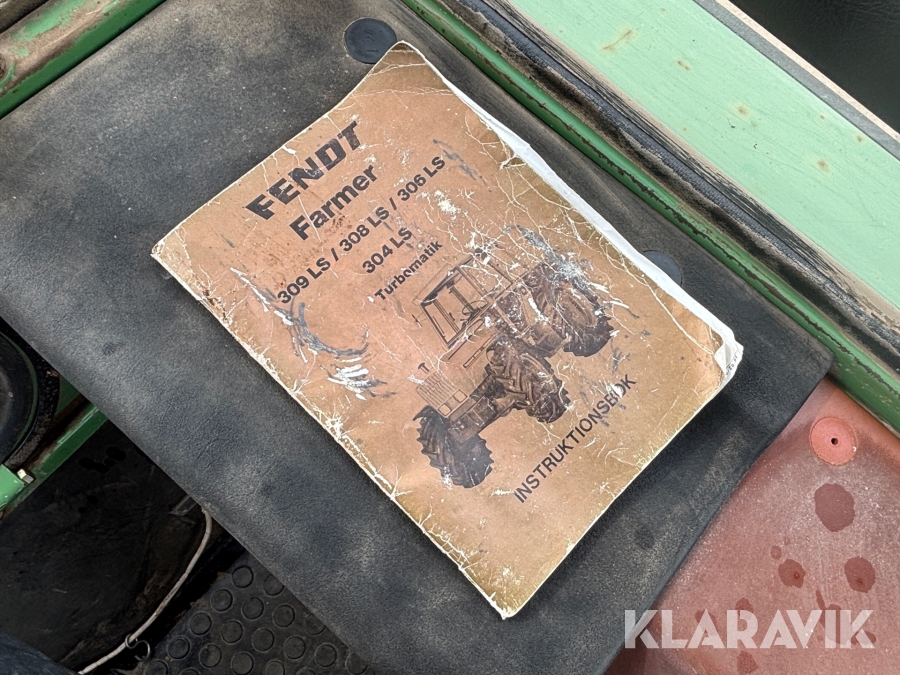 FENDT
Farmer
309 LS / 308 LS / 306 LS
304 LS
Turbomatik
INSTRUKTIONSBOK
KLARAVIK